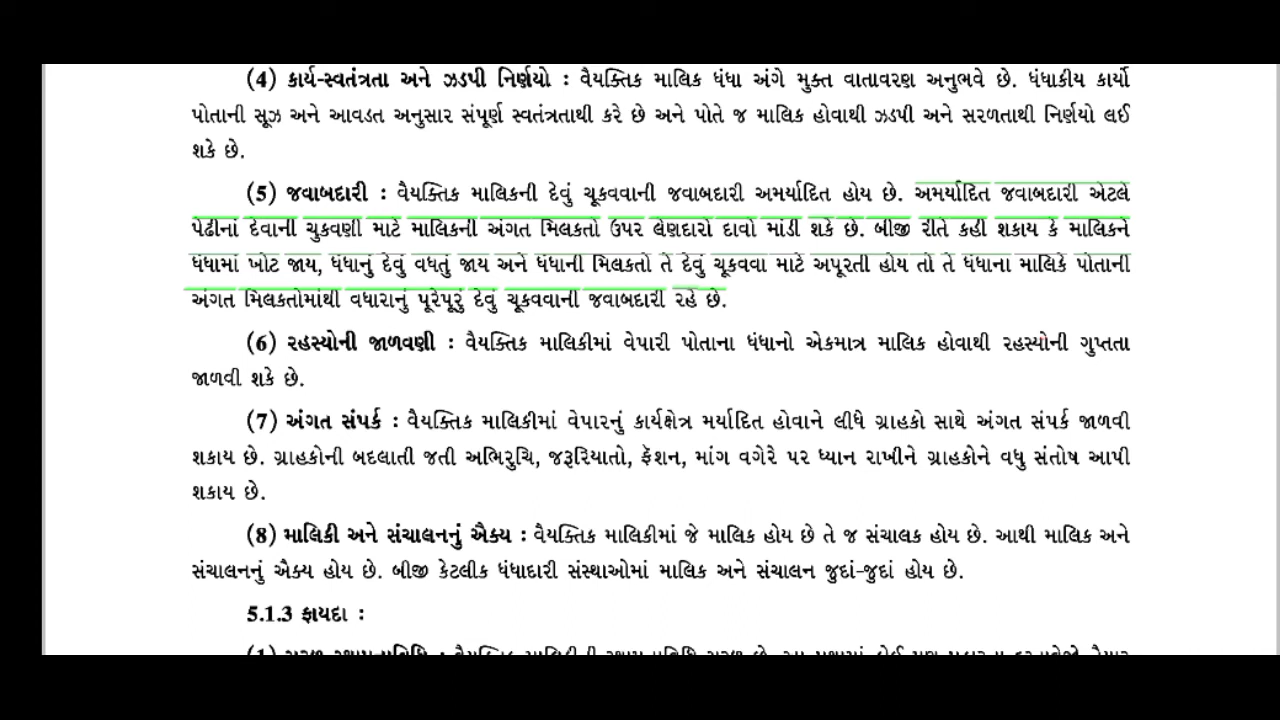 (4) કાર્ય-સ્વતંત્રતા અને ઝડપી નિર્ણયો : વૈયક્તિક માલિક ધંધા અંગે મુક્ત વાતાવરણ અનુભવે છે. ધંધાકીય કાર્યો
પોતાની સૂઝ અને આવડત અનુસાર સંપૂર્ણ સ્વતંત્રતાથી કરે છે અને પોતે જ માલિક હોવાથી ઝડપી અને સરળતાથી નિર્ણયો લઈ
શકે છે.
(5) જવાબદારી : વૈયક્તિક માલિકની દેવું ચૂકવવાની જવાબદારી અમર્યાદિત હોય છે. અમર્યાદિત જવાબદારી એટલે
પેઢીનાં દેવાની ચુકવણી માટે માલિકની અંગત મિલકતો ઉપર લેણદારો દાવો માંડી શકે છે. બીજી રીતે કહી શકાય કે માલિકને
ધંધામાં ખોટ જાય, ધંધાનું દેવું વધતું જાય અને ધંધાની મિલકતો તે દેવું ચૂકવવા માટે અપૂરતી હોય તો તે ધંધાના માલિકે પોતાની
અંગત મિલકતોમાંથી વધારાનું પૂરેપૂરું દેવું ચૂકવવાની જવાબદારી રહે છે.
(6) રહસ્યોની જાળવણી : વૈયક્તિક માલિકીમાં વેપારી પોતાના ધંધાનો એકમાત્ર માલિક હોવાથી રહસ્યોની ગુપ્તતા
જાળવી શકે છે.
(7) અંગત સંપર્ક : વૈયક્તિક માલિકીમાં વેપારનું કાર્યક્ષેત્ર મર્યાદિત હોવાને લીધે ગ્રાહકો સાથે અંગત સંપર્ક જાળવી
શકાય છે. ગ્રાહકોની બદલાતી જતી અભિરુચિ, જરૂરિયાતો, ફૅશન, માંગ વગેરે પર ધ્યાન રાખીને ગ્રાહકોને વધુ સંતોષ આપી
શકાય છે.
(8) માલિકી અને સંચાલનનું ઐક્ય : વૈયક્તિક માલિકીમાં જે માલિક હોય છે તે જ સંચાલક હોય છે. આથી માલિક અને
સંચાલનનું ઐક્ય હોય છે. બીજી કેટલીક ધંધાદારી સંસ્થાઓમાં માલિક અને સંચાલન જુદાં-જુદાં હોય છે.
5.1.3 ફાયદા :